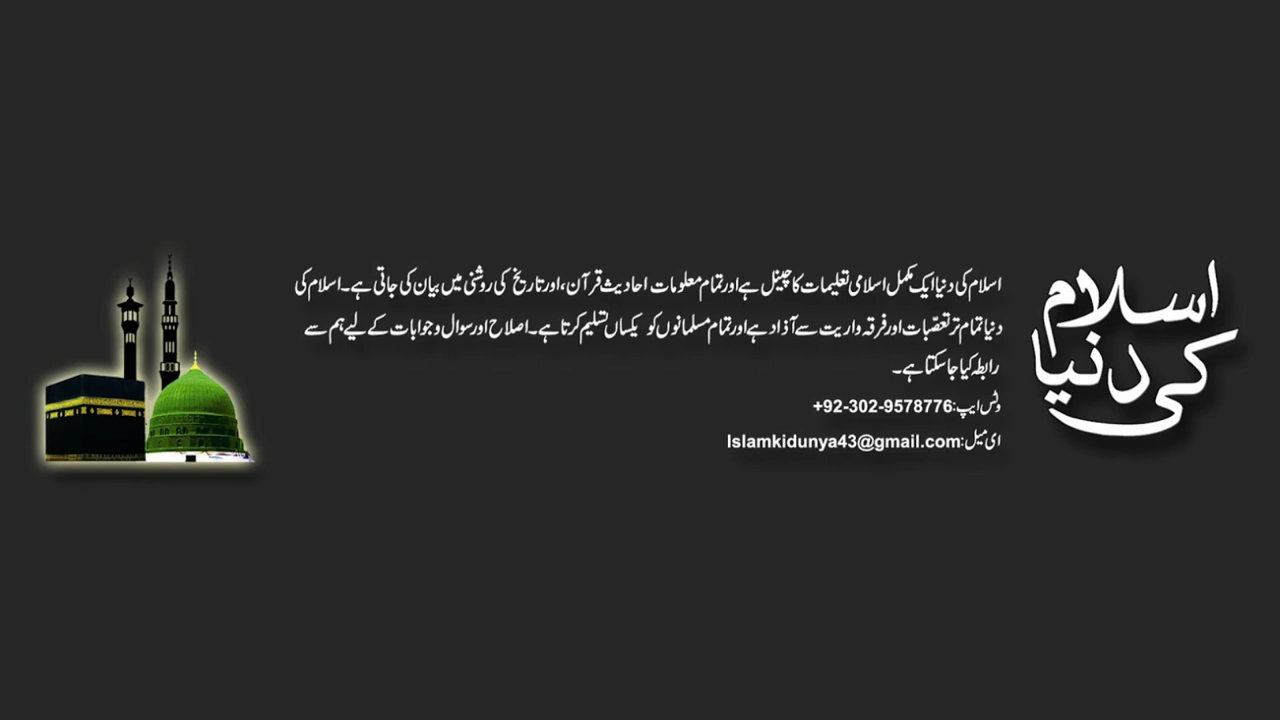 اسلام
کی دنیا
اسلام کی دنیا ایک مکمل اسلامی تعلیمات کا چینل ہے اور تمام معلومات احادیث قرآن، اور تاریخ کی روشنی میں بیان کی جاتی ہے۔ اسلام کی
دنیا تمام تر تعصّبات اور فرقہ واریت سے آذاد ہے اور تمام مسلمانوں کو یکساں تسلیم کرتا ہے۔ اصلاح اور سوال و جوابات کے لیے ہم سے
رابطہ کیا جا سکتا ہے۔
وٹس ایپ: +92-302-9578776
ای میل: Islamkidunya43@gmail.com